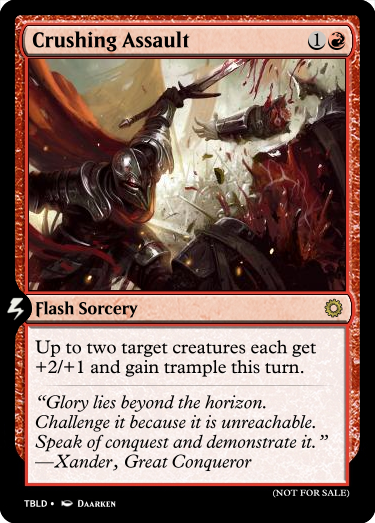 Crushing Assault 1
Flash Sorcery
Up to two target creatures each get
+2/+1 and gain trample this turn.
“Glory lies beyond the horizon.
Challenge it because it is unreachable.
Speak of conquest and demonstrate it.”
—Xander, Great Conqueror
(NOT FOR SALE)
TBLD • Daarken